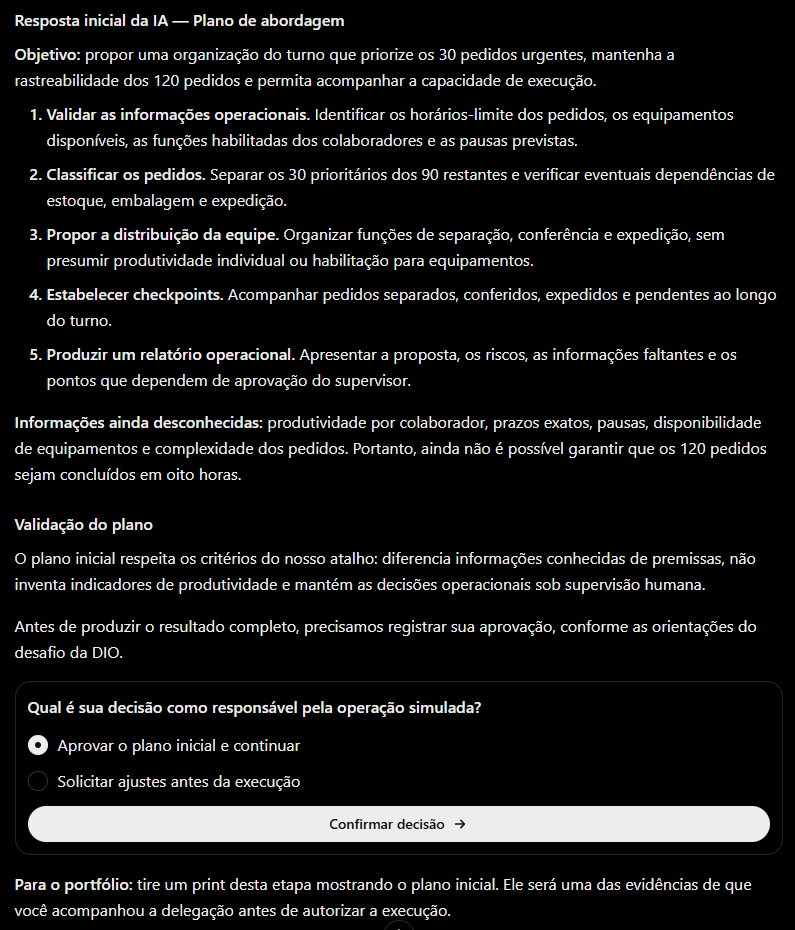 Resposta inicial da IA — Plano de abordagem
Objetivo: propor uma organização do turno que priorize os 30 pedidos urgentes, mantenha a
rastreabilidade dos 120 pedidos e permita acompanhar a capacidade de execução.
1. Validar as informações operacionais. Identificar os horários-limite dos pedidos, os equipamentos
disponíveis, as funções habilitadas dos colaboradores e as pausas previstas.
2. Classificar os pedidos. Separar os 30 prioritários dos 90 restantes e verificar eventuais dependências de
estoque, embalagem e expedição.
3. Propor a distribuição da equipe. Organizar funções de separação, conferência e expedição, sem
presumir produtividade individual ou habilitação para equipamentos.
4. Estabelecer checkpoints. Acompanhar pedidos separados, conferidos, expedidos e pendentes ao longo
do turno.
5. Produzir um relatório operacional. Apresentar a proposta, os riscos, as informações faltantes e os
pontos que dependem de aprovação do supervisor.
Informações ainda desconhecidas: produtividade por colaborador, prazos exatos, pausas, disponibilidade
de equipamentos e complexidade dos pedidos. Portanto, ainda não é possível garantir que os 120 pedidos
sejam concluídos em oito horas.
Validação do plano
O plano inicial respeita os critérios do nosso atalho: diferencia informações conhecidas de premissas, não
inventa indicadores de produtividade e mantém as decisões operacionais sob supervisão humana.
Antes de produzir o resultado completo, precisamos registrar sua aprovação, conforme as orientações do
desafio da DIO.
Qual é sua decisão como responsável pela operação simulada?
Aprovar o plano inicial e continuar
Solicitar ajustes antes da execução
Confirmar decisão →
Para o portfólio: tire um print desta etapa mostrando o plano inicial. Ele será uma das evidências de que
você acompanhou a delegação antes de autorizar a execução.